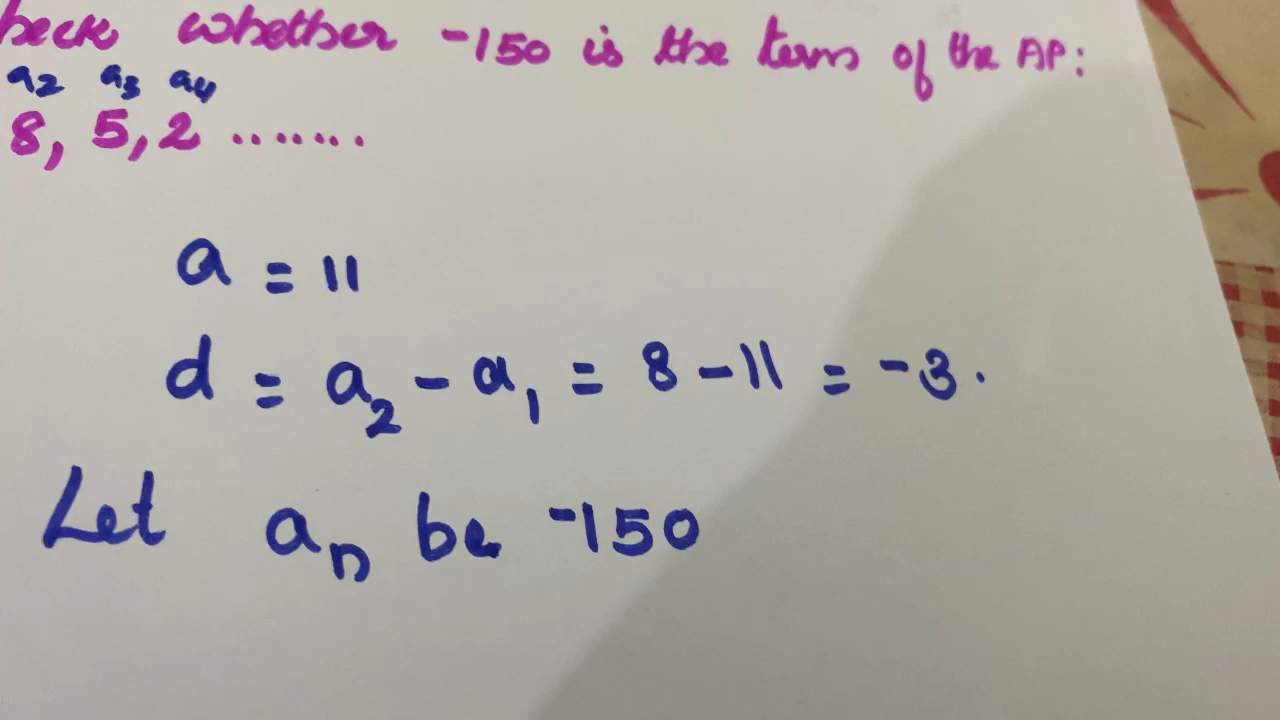 heck whether -150 is the term of the AP:
a2 a3 a4
8, 5, 2 .......
a = 11
d = a2 - a1 = 8 - 11 = -3.
Let an be -150